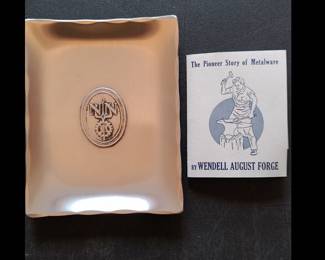 The Pioneer Story of Metalware
BY WENDELL AUGUST FORGE